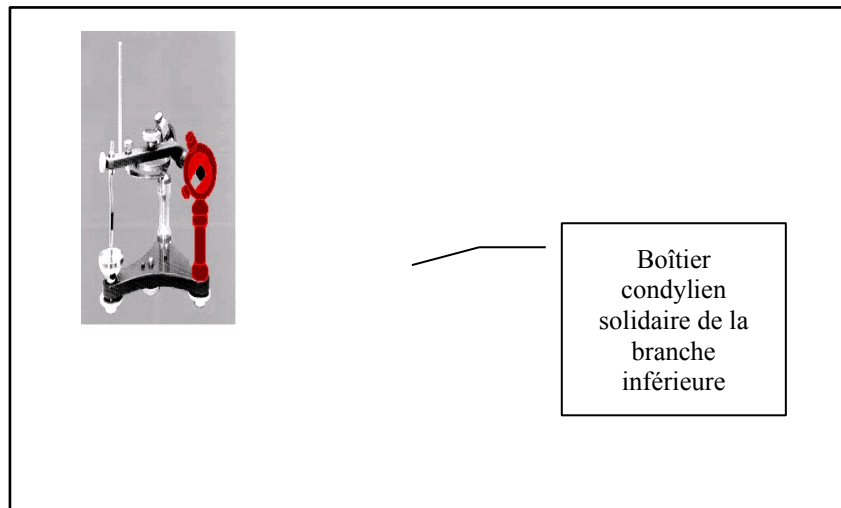 Boîtier
condylien
solidaire de la
branche
inférieure